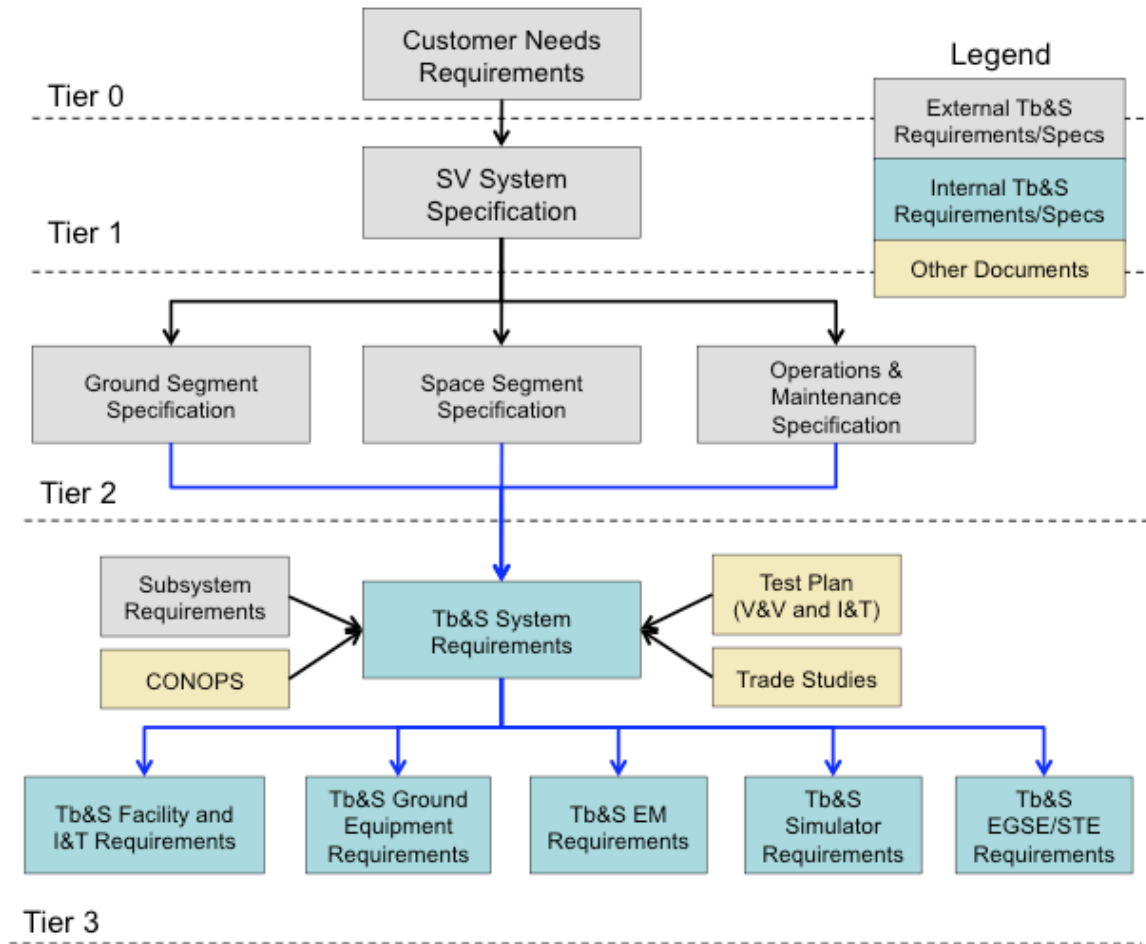 Customer Needs
Requirements
Legend
Tier 0
External Tb&S
Requirements/Specs
SV System
Specification
Internal Tb&S
Requirements/Specs
Tier 1
Other Documents
Ground Segment
Specification
Space Segment
Specification
Operations &
Maintenance
Specification
Tier 2
Subsystem
Requirements
CONOPS
Tb&S System
Requirements
Test Plan
(V&V and I&T)
Trade Studies
Tb&S Facility and
I&T Requirements
Tb&S Ground
Equipment
Requirements
Tb&S EM
Requirements
Tb&S
Simulator
Requirements
Tb&S
EGSE/STE
Requirements
Tier 3